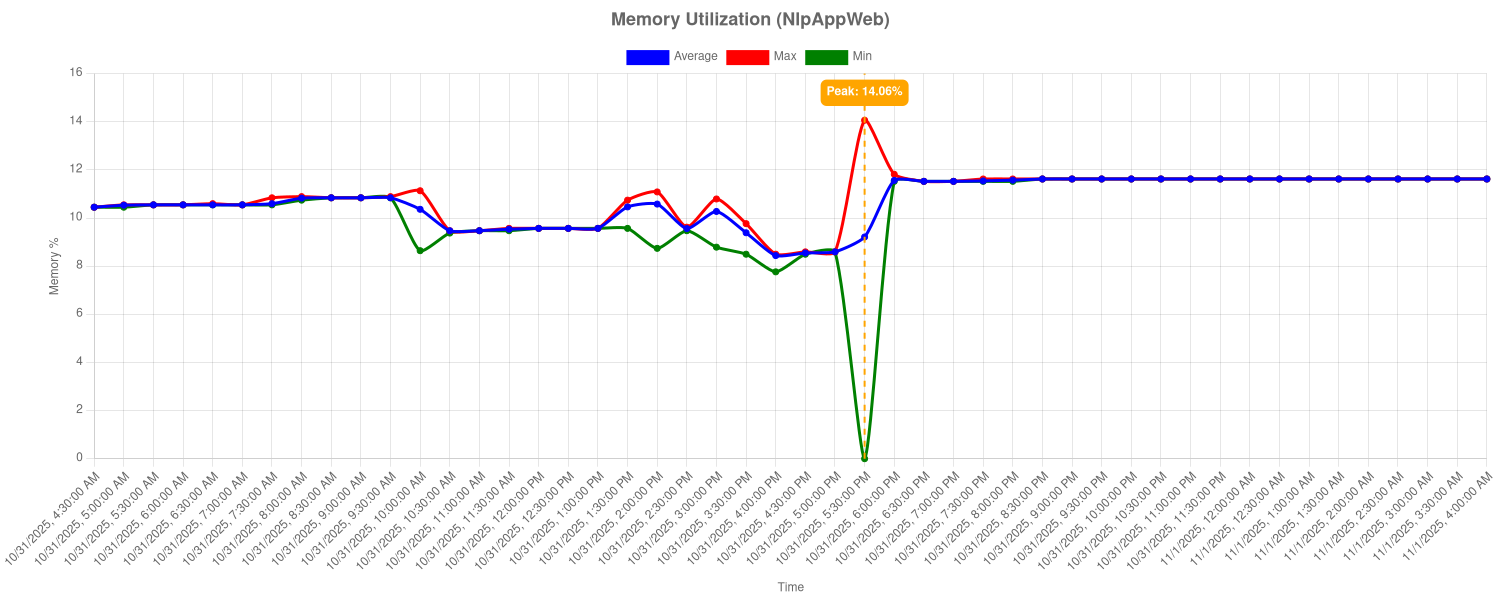 Memory Utilization (NlpAppWeb)
Average Max Min
Peak: 14.06%
16
14
12
10
8
6
4
2
0
Memory %
10/31/2025, 4:30:00 AM
10/31/2025, 5:00:00 AM
10/31/2025, 5:30:00 AM
10/31/2025, 6:00:00 AM
10/31/2025, 6:30:00 AM
10/31/2025, 7:00:00 AM
10/31/2025, 7:30:00 AM
10/31/2025, 8:00:00 AM
10/31/2025, 8:30:00 AM
10/31/2025, 9:00:00 AM
10/31/2025, 9:30:00 AM
10/31/2025, 10:00:00 AM
10/31/2025, 10:30:00 AM
10/31/2025, 11:00:00 AM
10/31/2025, 11:30:00 AM
10/31/2025, 12:00:00 PM
10/31/2025, 12:30:00 PM
10/31/2025, 1:00:00 PM
10/31/2025, 1:30:00 PM
10/31/2025, 2:00:00 PM
10/31/2025, 2:30:00 PM
10/31/2025, 3:00:00 PM
10/31/2025, 3:30:00 PM
10/31/2025, 4:00:00 PM
10/31/2025, 4:30:00 PM
10/31/2025, 5:00:00 PM
10/31/2025, 5:30:00 PM
10/31/2025, 6:00:00 PM
10/31/2025, 6:30:00 PM
10/31/2025, 7:00:00 PM
10/31/2025, 7:30:00 PM
10/31/2025, 8:00:00 PM
10/31/2025, 8:30:00 PM
10/31/2025, 9:00:00 PM
10/31/2025, 9:30:00 PM
10/31/2025, 10:00:00 PM
10/31/2025, 10:30:00 PM
10/31/2025, 11:00:00 PM
10/31/2025, 11:30:00 PM
11/1/2025, 12:00:00 AM
11/1/2025, 12:30:00 AM
11/1/2025, 1:00:00 AM
11/1/2025, 1:30:00 AM
11/1/2025, 2:00:00 AM
11/1/2025, 2:30:00 AM
11/1/2025, 3:00:00 AM
11/1/2025, 3:30:00 AM
11/1/2025, 4:00:00 AM
Time